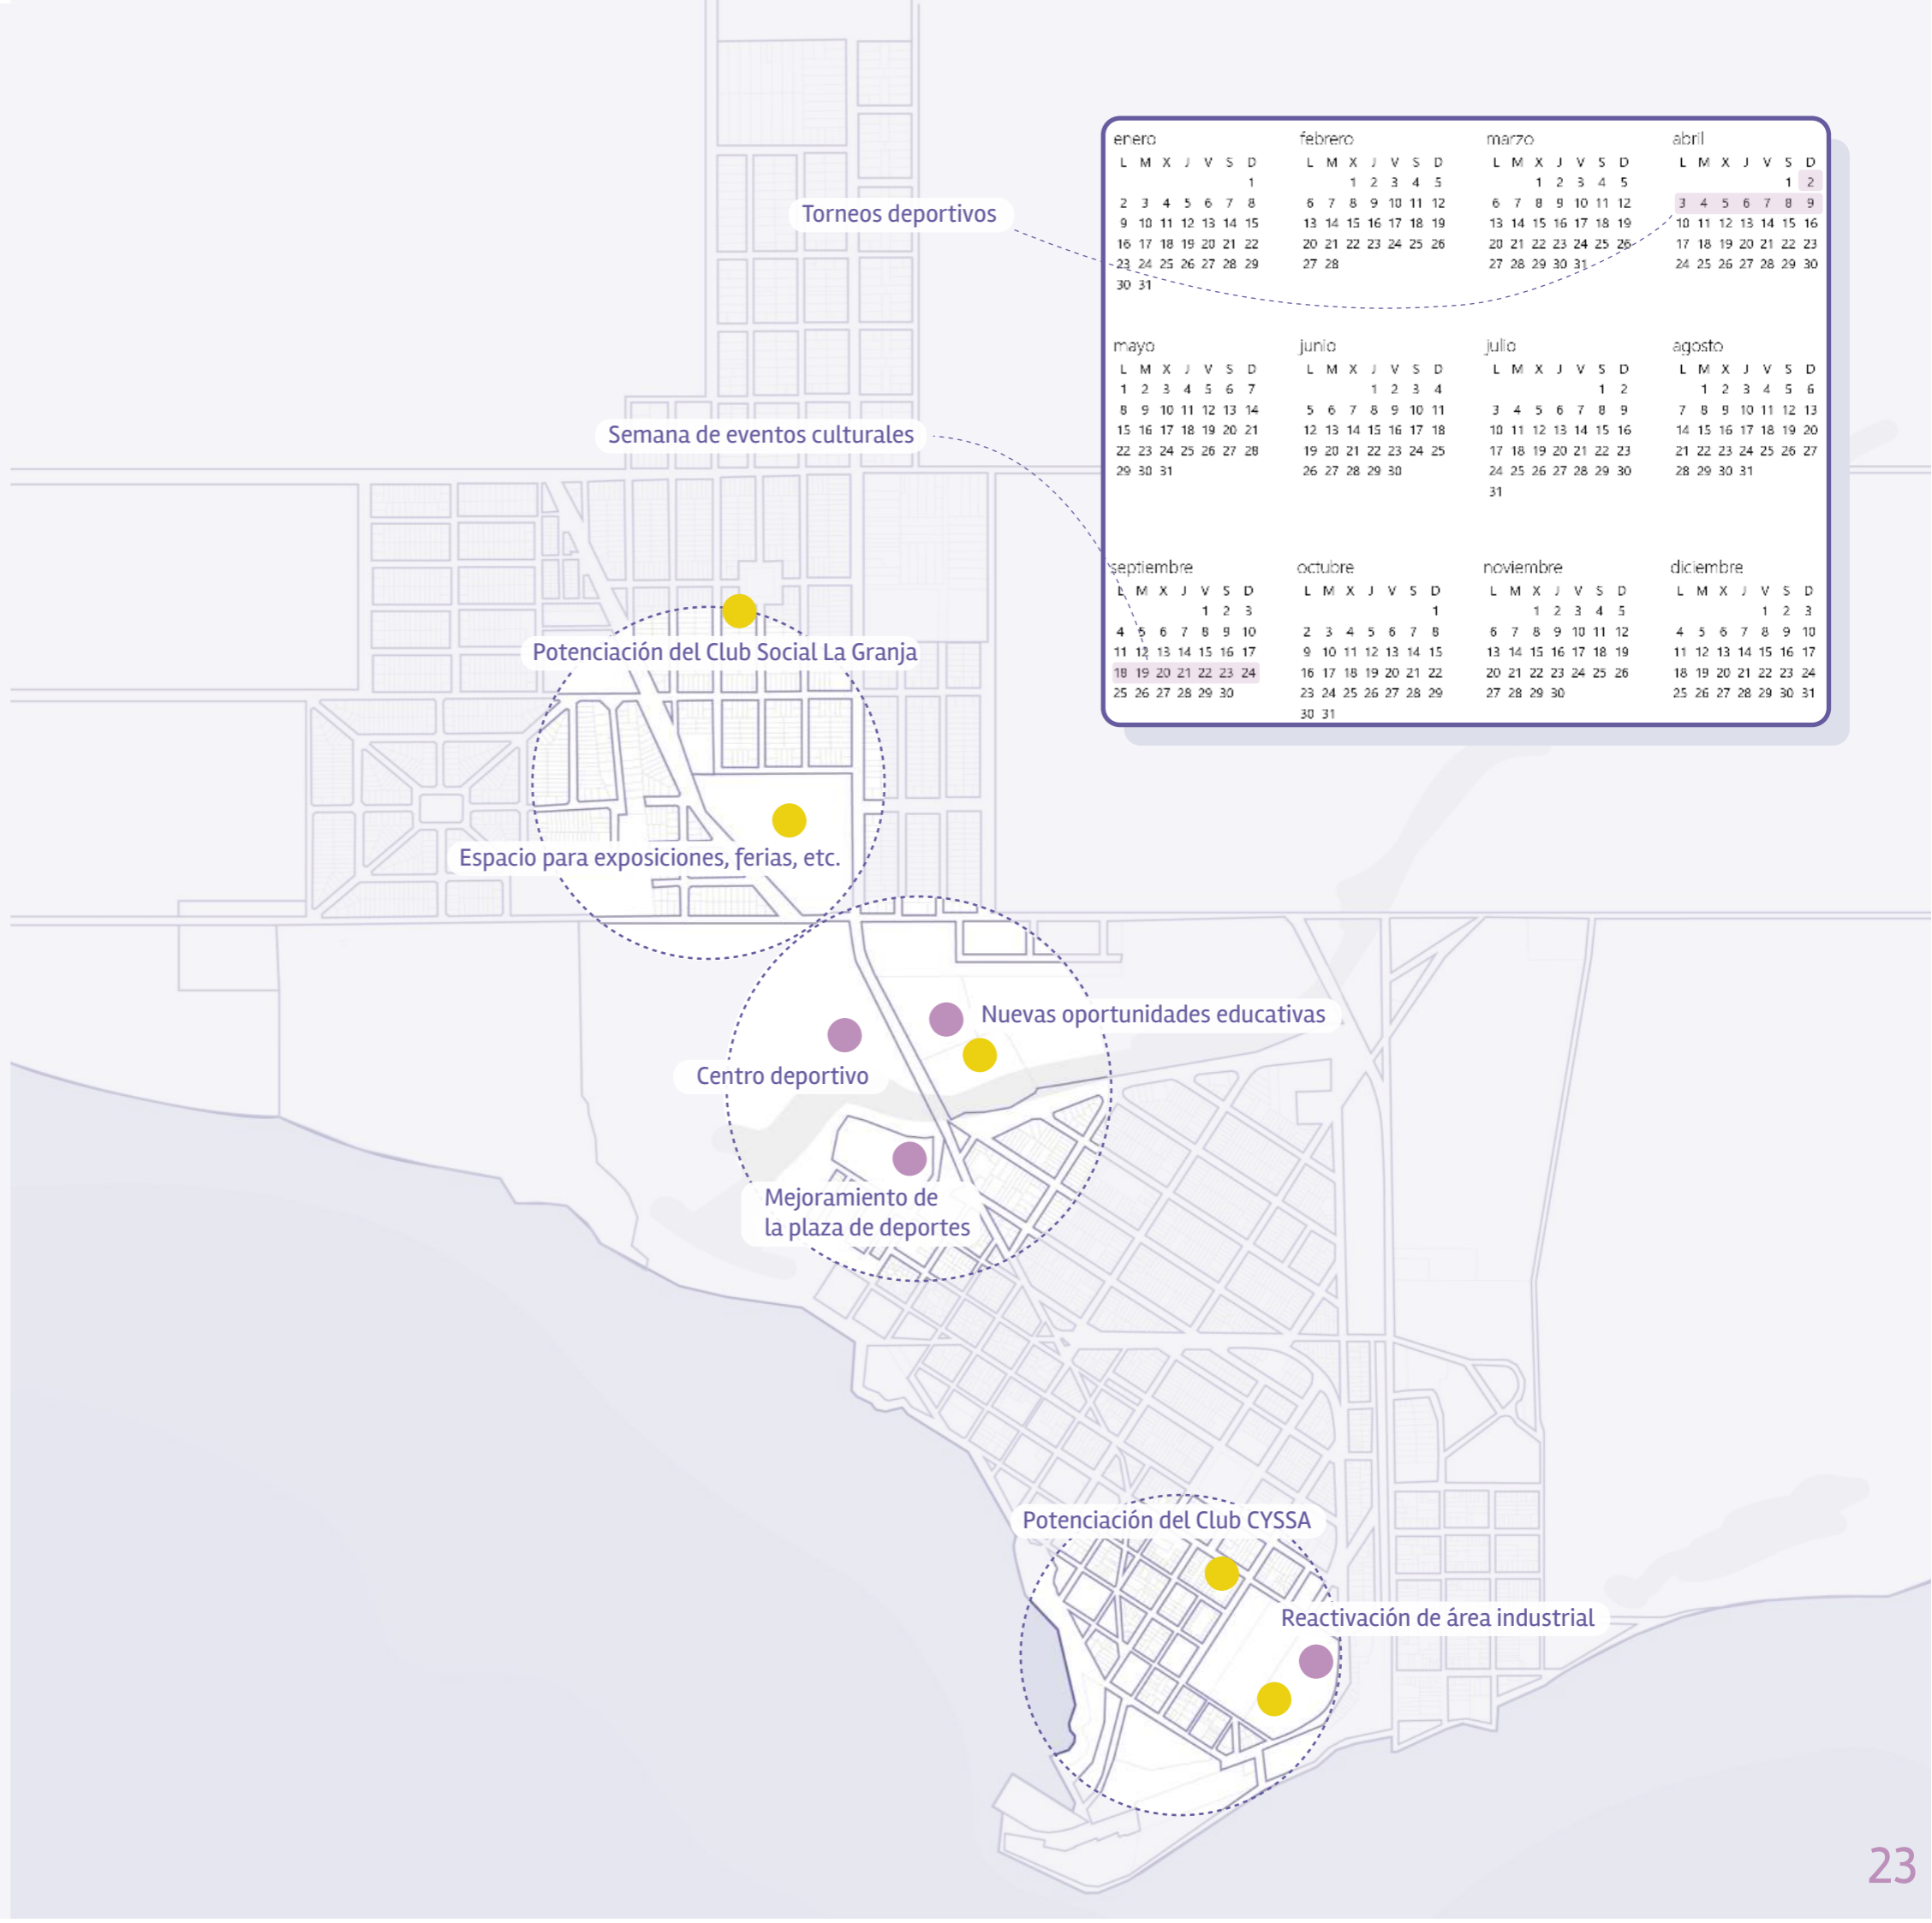 enero
L M X J V S D
1
2 3 4 5 6 7 8
9 10 11 12 13 14 15
16 17 18 19 20 21 22
23 24 25 26 27 28 29
30 31
febrero
L M X J V S D
1 2 3 4 5
6 7 8 9 10 11 12
13 14 15 16 17 18 19
20 21 22 23 24 25 26
27 28
marzo
L M X J V S D
1 2 3 4 5
6 7 8 9 10 11 12
13 14 15 16 17 18 19
20 21 22 23 24 25 26
27 28 29 30 31
abril
L M X J V S D
1 2
3 4 5 6 7 8 9
10 11 12 13 14 15 16
17 18 19 20 21 22 23
24 25 26 27 28 29 30
mayo
L M X J V S D
1 2 3 4 5 6 7
8 9 10 11 12 13 14
15 16 17 18 19 20 21
22 23 24 25 26 27 28
29 30 31
junio
L M X J V S D
1 2 3 4
5 6 7 8 9 10 11
12 13 14 15 16 17 18
19 20 21 22 23 24 25
26 27 28 29 30
julio
L M X J V S D
1 2
3 4 5 6 7 8 9
10 11 12 13 14 15 16
17 18 19 20 21 22 23
24 25 26 27 28 29 30
31
agosto
L M X J V S D
1 2 3 4 5 6
7 8 9 10 11 12 13
14 15 16 17 18 19 20
21 22 23 24 25 26 27
28 29 30 31
septiembre
L M X J V S D
1 2 3
4 5 6 7 8 9 10
11 12 13 14 15 16 17
18 19 20 21 22 23 24
25 26 27 28 29 30
octubre
L M X J V S D
1
2 3 4 5 6 7 8
9 10 11 12 13 14 15
16 17 18 19 20 21 22
23 24 25 26 27 28 29
30 31
noviembre
L M X J V S D
1 2 3 4 5
6 7 8 9 10 11 12
13 14 15 16 17 18 19
20 21 22 23 24 25 26
27 28 29 30
diciembre
L M X J V S D
1 2 3
4 5 6 7 8 9 10
11 12 13 14 15 16 17
18 19 20 21 22 23 24
25 26 27 28 29 30 31
Torneos deportivos
Semana de eventos culturales
Potenciación del Club Social La Granja
Espacio para exposiciones, ferias, etc.
Nuevas oportunidades educativas
Centro deportivo
Mejoramiento de
la plaza de deportes
Potenciación del Club CYSSA
Reactivación de área industrial
23